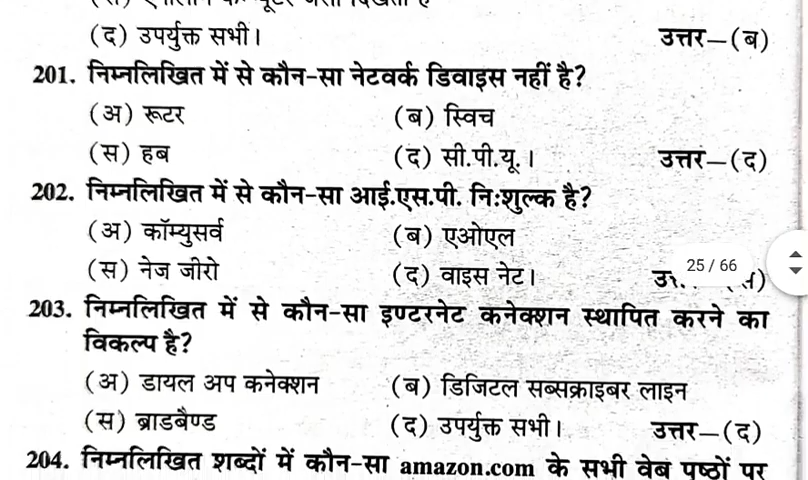 (द) उपर्युक्त सभी। उत्तर—(ब)
201. निम्नलिखित में से कौन-सा नेटवर्क डिवाइस नहीं है?
(अ) रूटर (ब) स्विच
(स) हब (द) सी.पी.यू.। उत्तर—(द)
202. निम्नलिखित में से कौन-सा आई.एस.पी. निःशुल्क है?
(अ) कॉम्युसर्व (ब) एओएल
(स) नेज जीरो (द) वाइस नेट।
25 / 66
203. निम्नलिखित में से कौन-सा इण्टरनेट कनेक्शन स्थापित करने का
विकल्प है?
(अ) डायल अप कनेक्शन (ब) डिजिटल सब्सक्राइबर लाइन
(स) ब्राडबैण्ड (द) उपर्युक्त सभी। उत्तर—(द)
204. निम्नलिखित शब्दों में कौन-सा amazon.com के सभी वेब पृष्ठों पर